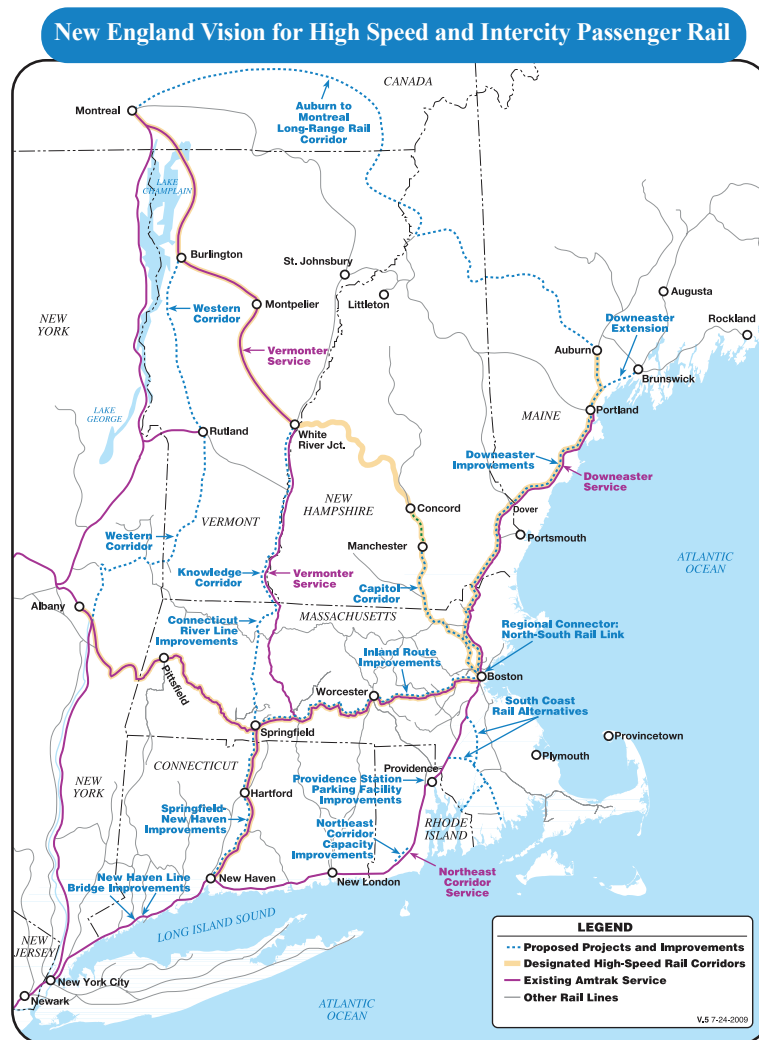 New England Vision for High Speed and Intercity Passenger Rail
CANADA
Montreal
Auburn to
Montreal
Long-Range Rail
Corridor
LAKE
CHAMPLAIN
Burlington
St. Johnsbury
Montpelier
Littleton
Augusta
Western
Corridor
NEW
YORK
Downeaster
Extension
Rockland
Vermonter
Service
Auburn
Brunswick
LAKE
GEORGE
MAINE
Portland
Rutland
White
River Jct.
Downeaster
Improvements
Downeaster
Service
NEW
HAMPSHIRE
Concord
Dover
VERMONT
Portsmouth
Western
Corridor
Manchester
ATLANTIC
OCEAN
Knowledge
Corridor
Vermonter
Service
Capitol
Corridor
Albany
Connecticut
River Line
Improvements
MASSACHUSETTS
Regional Connector:
North-South Rail Link
Inland Route
Improvements
Pittsfield
Boston
Worcester
South Coast
Rail Alternatives
Springfield
Provincetown
Plymouth
CONNECTICUT
Providence
NEW
YORK
Providence Station
Parking Facility
Improvements
Hartford
Springfield-
New Haven
Improvements
RHODE
ISLAND
Northeast
Corridor
Capacity
Improvements
New Haven Line
Bridge Improvements
New Haven
New London
Northeast
Corridor
Service
LONG ISLAND SOUND
NEW
JERSEY
New York City
Newark
ATLANTIC
OCEAN
LEGEND
Proposed Projects and Improvements
Designated High-Speed Rail Corridors
Existing Amtrak Service
Other Rail Lines
V.5 7-24-2009